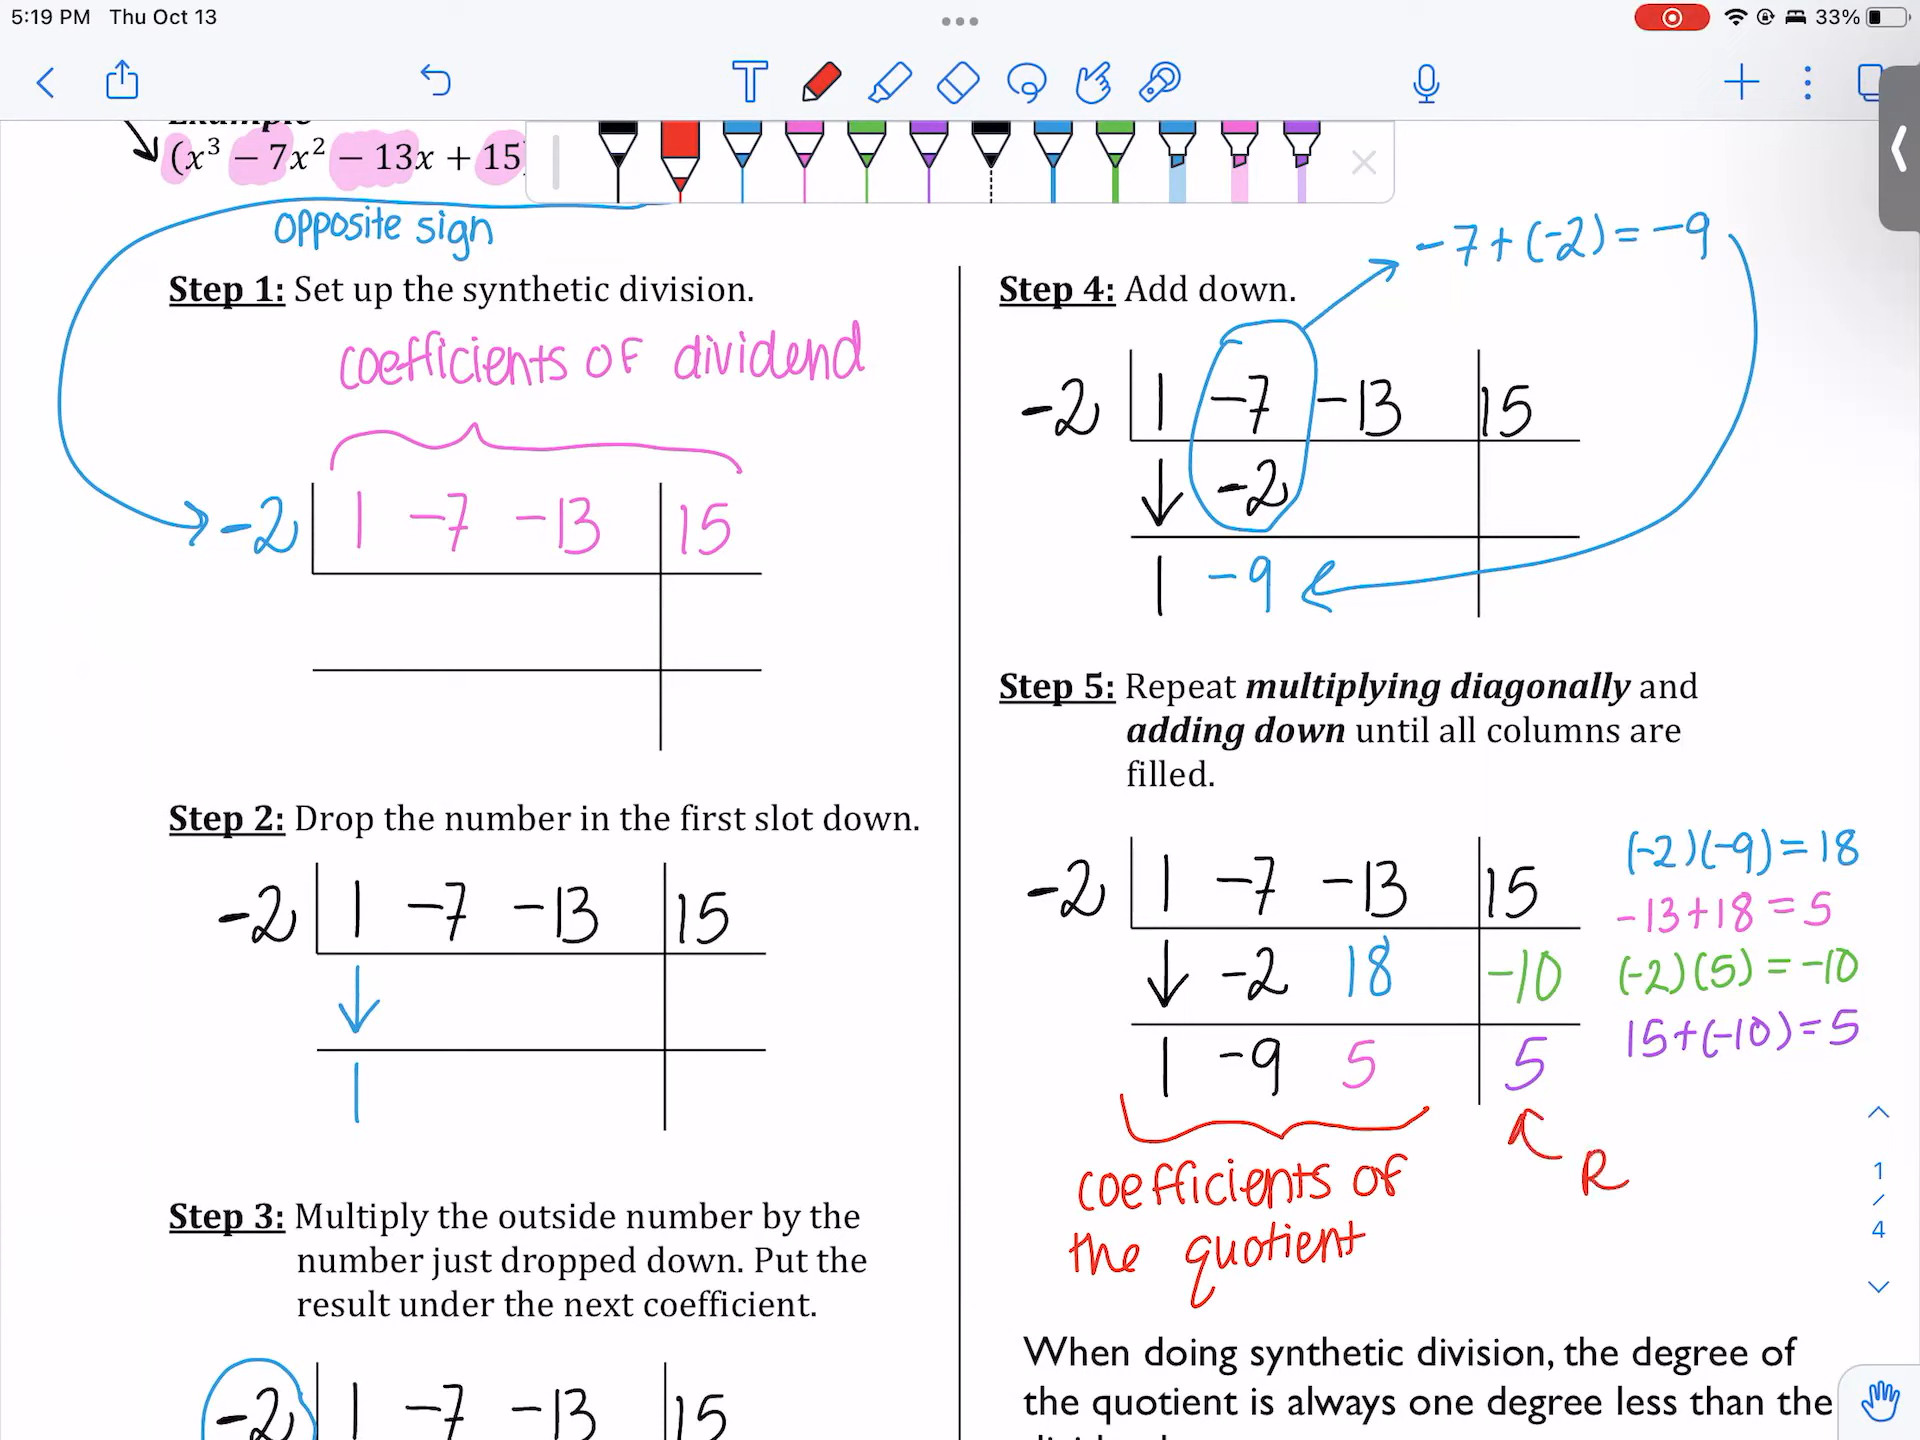 5:19 PM Thu Oct 13
33%
(x³ − 7x² − 13x + 15
opposite sign
Step 1: Set up the synthetic division.
coefficients of dividend
-2 1 -7 -13 15
Step 2: Drop the number in the first slot down.
-2 1 -7 -13 15
1
Step 3: Multiply the outside number by the
number just dropped down. Put the
result under the next coefficient.
-2 1 -7 -13 15
-7+(-2)=-9
Step 4: Add down.
-2 1 -7 -13 15
-2
1 -9
Step 5: Repeat multiplying diagonally and
adding down until all columns are
filled.
-2 1 -7 -13 15
-2 18 -10
1 -9 5 5
(-2)(-9)=18
-13+18=5
(-2)(5)=-10
15+(-10)=5
coefficients of
the quotient
R
When doing synthetic division, the degree of
the quotient is always one degree less than the
1
/
4